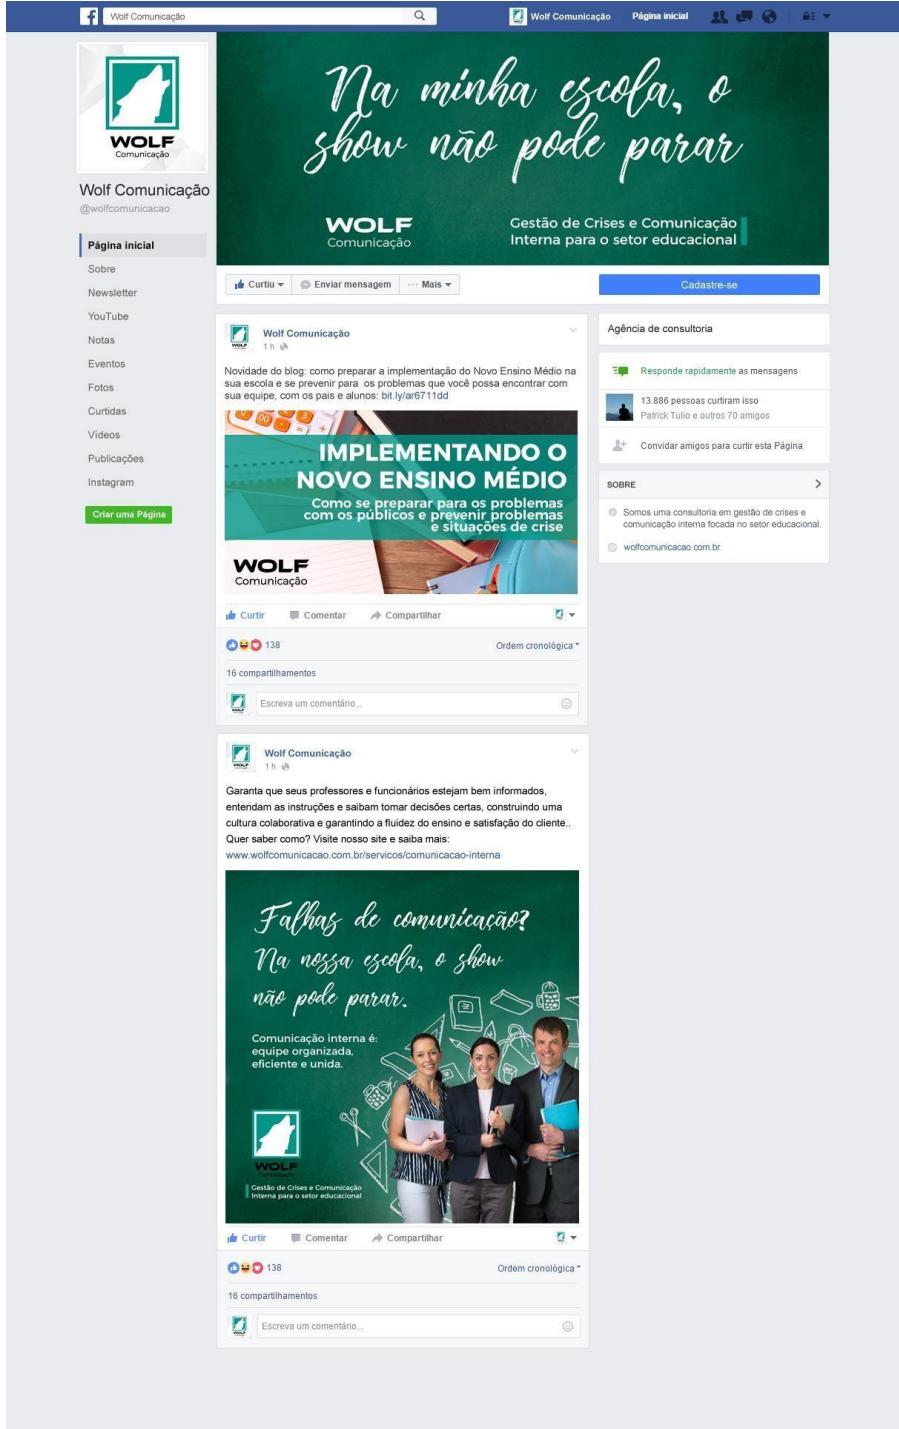 Wolf Comunicação
Wolf Comunicação
Página inicial
WOLF
Comunicação
Na minha escola, o
show não pode parar
WOLF
Comunicação
Gestão de Crises e Comunicação
Interna para o setor educacional
Wolf Comunicação
@wolfcomunicacao
Página inicial
Sobre
Newsletter
YouTube
Notas
Eventos
Fotos
Curtidas
Vídeos
Publicações
Instagram
Criar uma Página
Curtiu
Enviar mensagem
Mais
Cadastre-se
Wolf Comunicação
1 h
Novidade do blog: como preparar a implementação do Novo Ensino Médio na
sua escola e se prevenir para os problemas que você possa encontrar com
sua equipe, com os pais e alunos: bit.ly/ar6711dd
IMPLEMENTANDO O
NOVO ENSINO MÉDIO
Como se preparar para os problemas
com os públicos e prevenir problemas
e situações de crise
WOLF
Comunicação
Curtir
Comentar
Compartilhar
138
Ordem cronológica
16 compartilhamentos
Escreva um comentário...
Agência de consultoria
Responde rapidamente as mensagens
13.886 pessoas curtiram isso
Patrick Tulio e outros 70 amigos
Convidar amigos para curtir esta Página
SOBRE
Somos uma consultoria em gestão de crises e
comunicação interna focada no setor educacional.
wolfcomunicacao.com.br
Wolf Comunicação
1 h
Garanta que seus professores e funcionários estejam bem informados,
entendam as instruções e saibam tomar decisões certas, construindo uma
cultura colaborativa e garantindo a fluidez do ensino e satisfação do cliente..
Quer saber como? Visite nosso site e saiba mais:
www.wolfcomunicacao.com.br/servicos/comunicacao-interna
Falhas de comunicação?
Na nossa escola, o show
não pode parar.
Comunicação interna é:
equipe organizada,
eficiente e unida.
WOLF
Comunicação
Gestão de Crises e Comunicação
Interna para o setor educacional
Curtir
Comentar
Compartilhar
138
Ordem cronológica
16 compartilhamentos
Escreva um comentário...